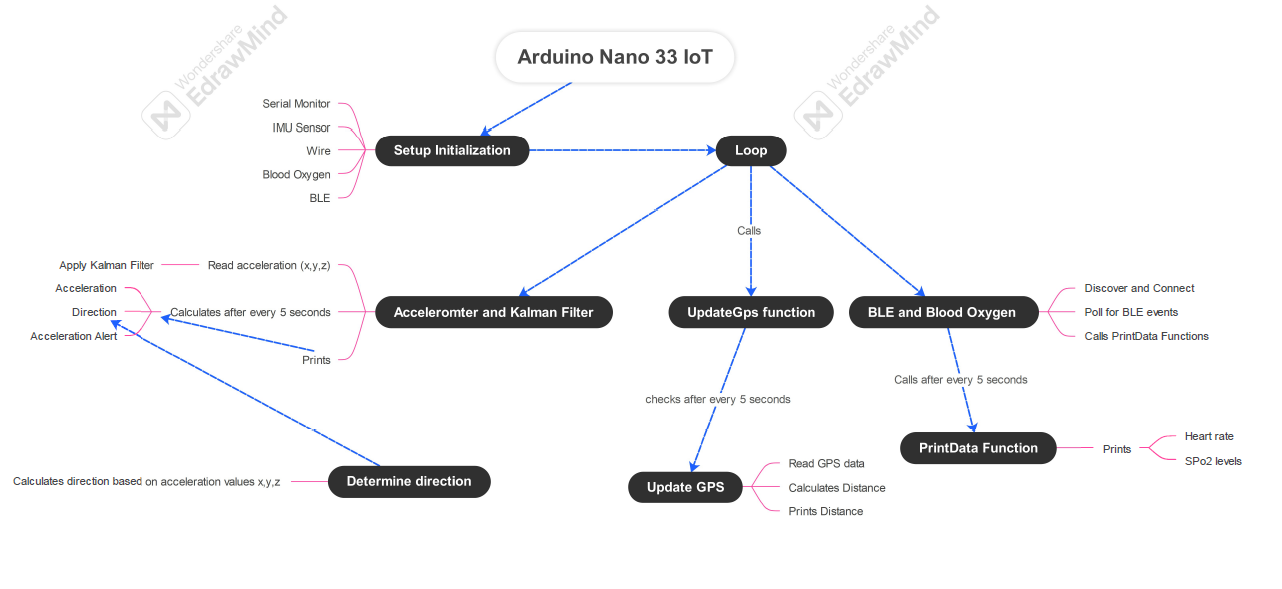 Wondershare
EdrawMind
Wondershare
EdrawMind
Arduino Nano 33 IoT
Serial Monitor
IMU Sensor
Wire
Blood Oxygen
BLE
Setup Initialization
Loop
Calls
Apply Kalman Filter
Read acceleration (x,y,z)
Acceleration
Direction
Acceleration Alert
Calculates after every 5 seconds
Prints
Acceleromter and Kalman Filter
UpdateGps function
BLE and Blood Oxygen
Discover and Connect
Poll for BLE events
Calls PrintData Functions
checks after every 5 seconds
Calls after every 5 seconds
PrintData Function
Prints
Heart rate
SPo2 levels
Calculates direction based on acceleration values x,y,z
Determine direction
Update GPS
Read GPS data
Calculates Distance
Prints Distance